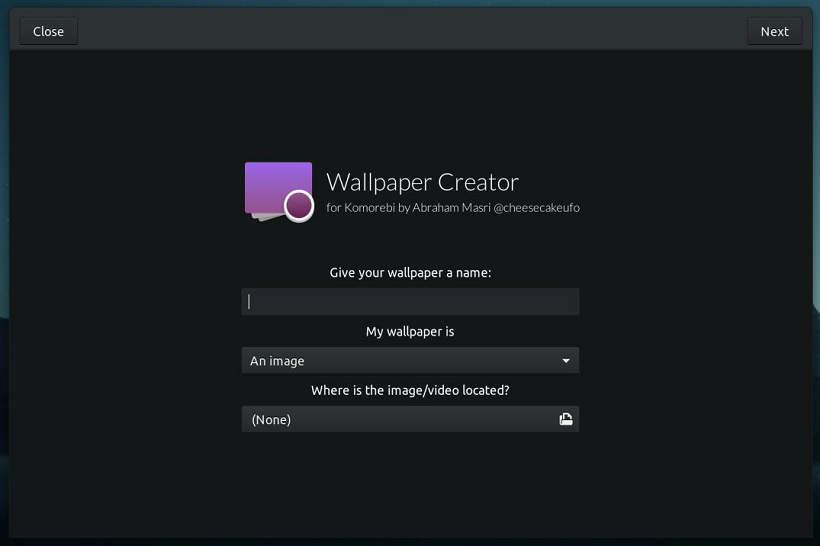 Close
Next
Wallpaper Creator
for Komorebi by Abraham Masri @cheesecakeufo
Give your wallpaper a name:
My wallpaper is
An image
Where is the image/video located?
(None)